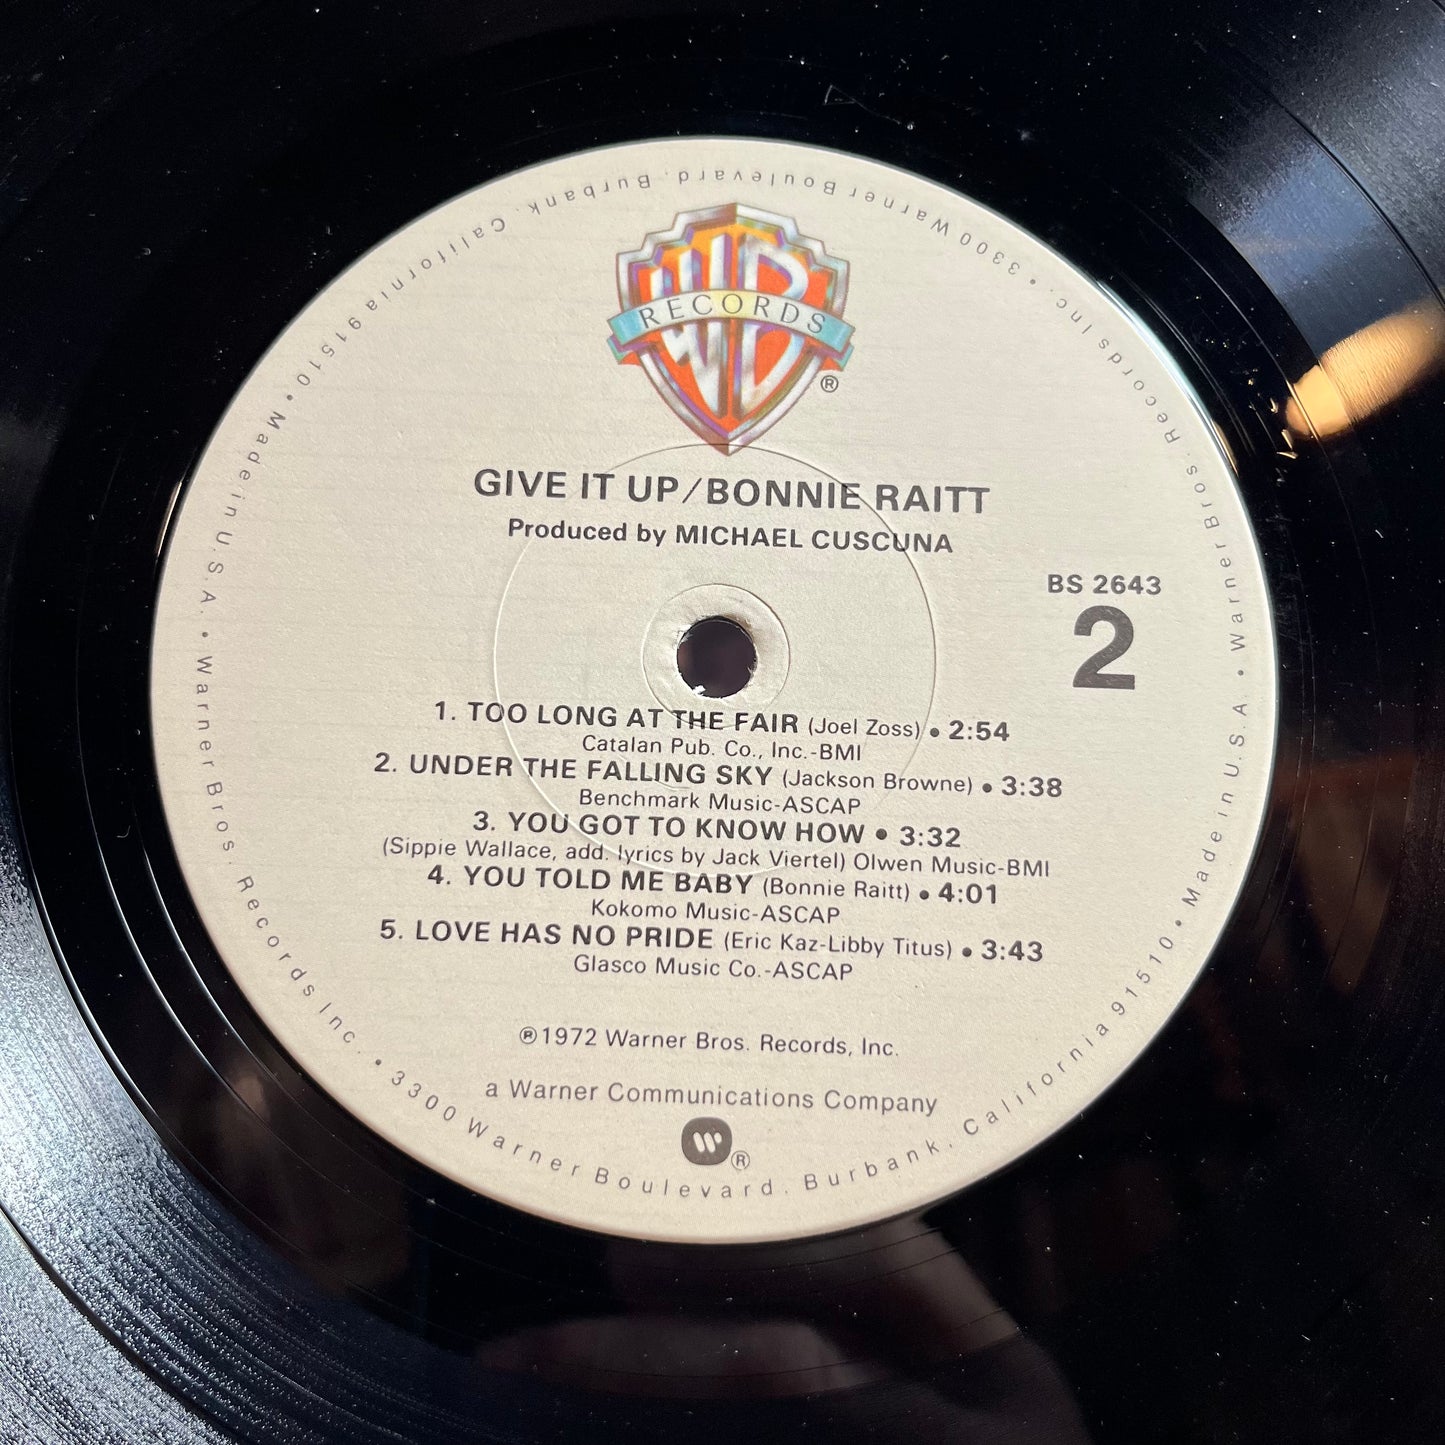 WB
RECORDS
®
GIVE IT UP/BONNIE RAITT
Produced by MICHAEL CUSCUNA
BS 2643
2
1. TOO LONG AT THE FAIR (Joel Zoss) • 2:54
Catalan Pub. Co., Inc.-BMI
2. UNDER THE FALLING SKY (Jackson Browne) • 3:38
Benchmark Music-ASCAP
3. YOU GOT TO KNOW HOW • 3:32
(Sippie Wallace, add. lyrics by Jack Viertel) Olwen Music-BMI
4. YOU TOLD ME BABY (Bonnie Raitt) • 4:01
Kokomo Music-ASCAP
5. LOVE HAS NO PRIDE (Eric Kaz-Libby Titus) • 3:43
Glasco Music Co.-ASCAP
℗1972 Warner Bros. Records, Inc.
a Warner Communications Company
W®
Warner Bros. Records Inc. • 3300 Warner Boulevard. Burbank. California 91510 • Made in U.S.A. • Warner Bros. Records Inc. • 3300 Warner Boulevard. Burbank. California 91510 • Made in U.S.A. •